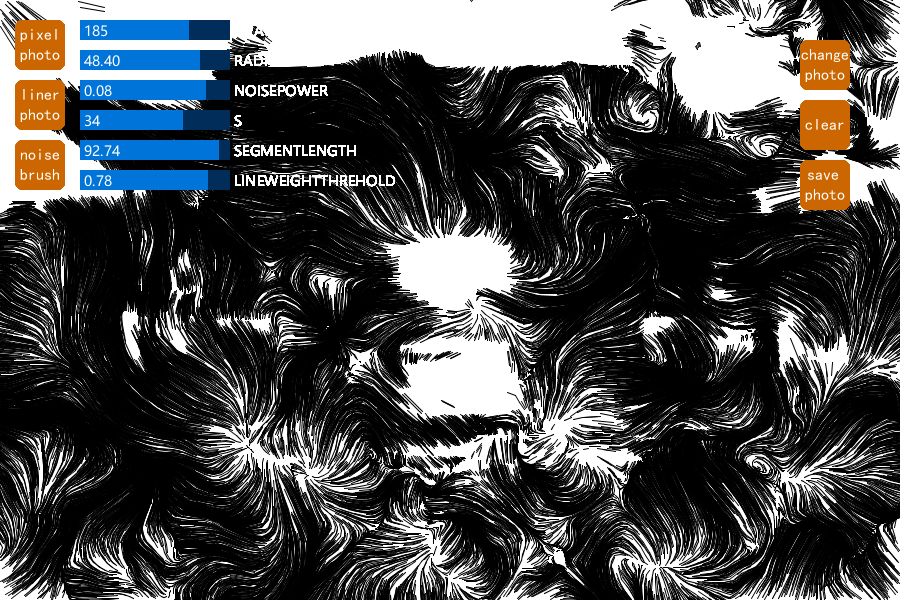 pixel
photo
liner
photo
noise
brush
185
48.40
0.08
NOISEPOWER
34
S
92.74
SEGMENTLENGTH
0.78
LINEWEIGHTTHREHOLD
change
photo
clear
save
photo